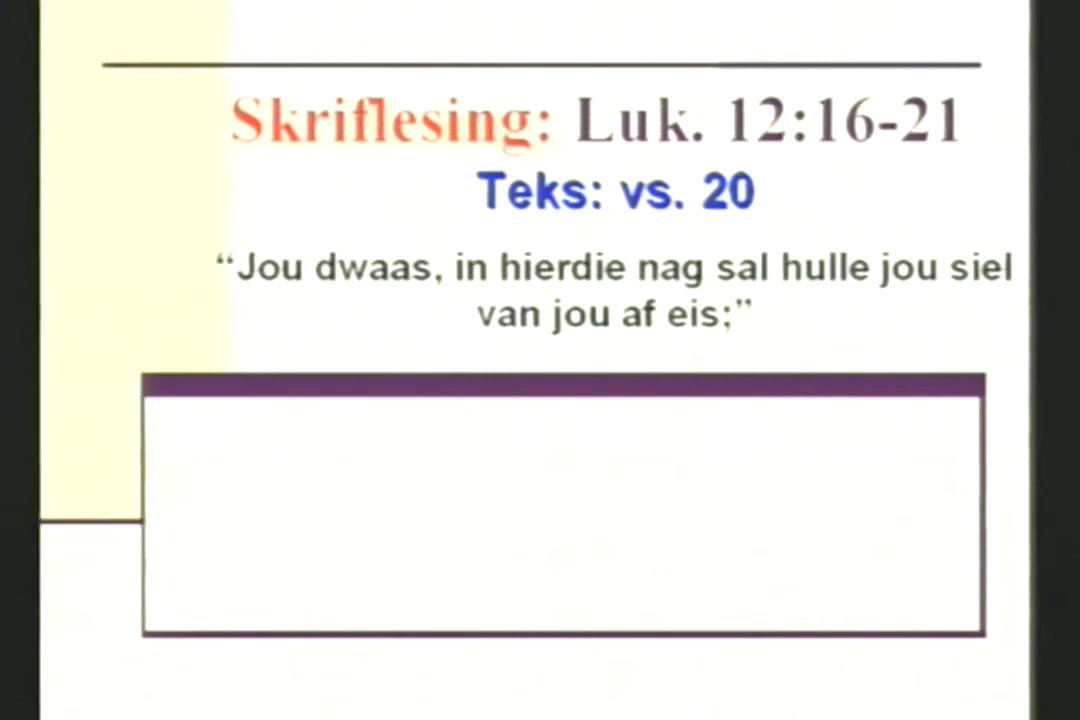 Skriflesing: Luk. 12:16-21
Teks: vs. 20
“Jou dwaas, in hierdie nag sal hulle jou siel
van jou af eis;”